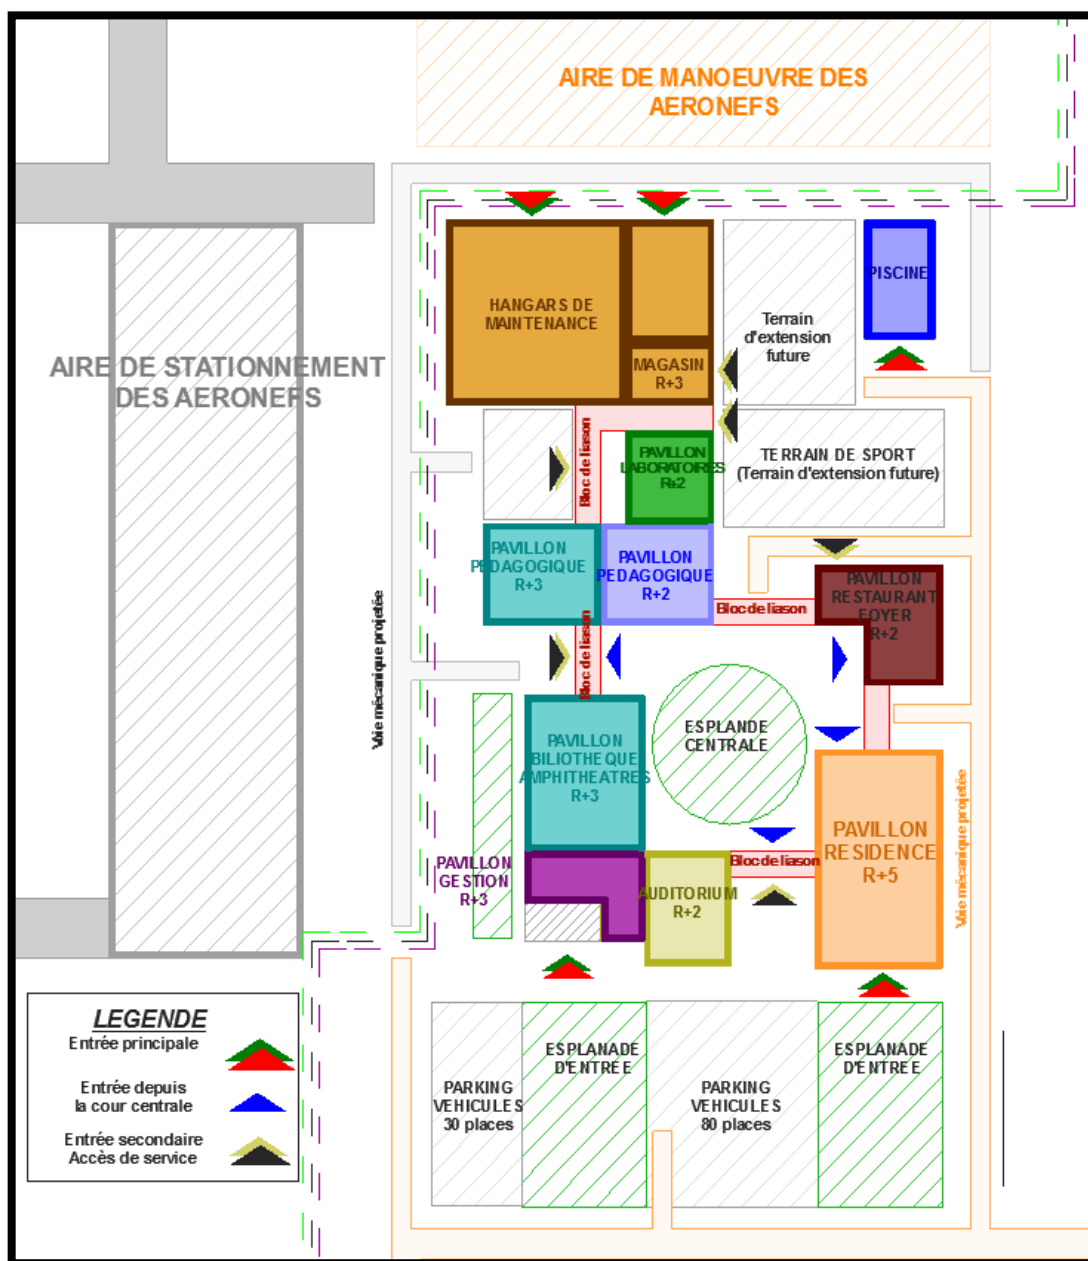 AIRE DE MANOEUVRE DES
AERONEFS
HANGARS DE
MAINTENANCE
MAGASIN
R+3
Terrain
d'extension
future
PISCINE
AIRE DE STATIONNEMENT
DES AERONEFS
Bloc de liason
PAVILLON
LABORATOIRES
R+2
TERRAIN DE SPORT
(Terrain d'extension future)
PAVILLON
PEDAGOGIQUE
R+3
PAVILLON
PEDAGOGIQUE
R+2
PAVILLON
RESTAURANT
FOYER
R+2
Bloc de liason
Bloc de liason
Voie mécanique projetée
ESPLANDE
CENTRALE
PAVILLON
BILIOTHEQUE
AMPHITHEATRES
R+3
PAVILLON
RESIDENCE
R+5
Voie mécanique projetée
PAVILLON
GESTION
R+3
AUDITORIUM
R+2
Bloc de liason
LEGENDE
Entrée principale
Entrée depuis
la cour centrale
Entrée secondaire
Accès de service
PARKING
VEHICULES
30 places
ESPLANADE
D'ENTREE
PARKING
VEHICULES
80 places
ESPLANADE
D'ENTREE